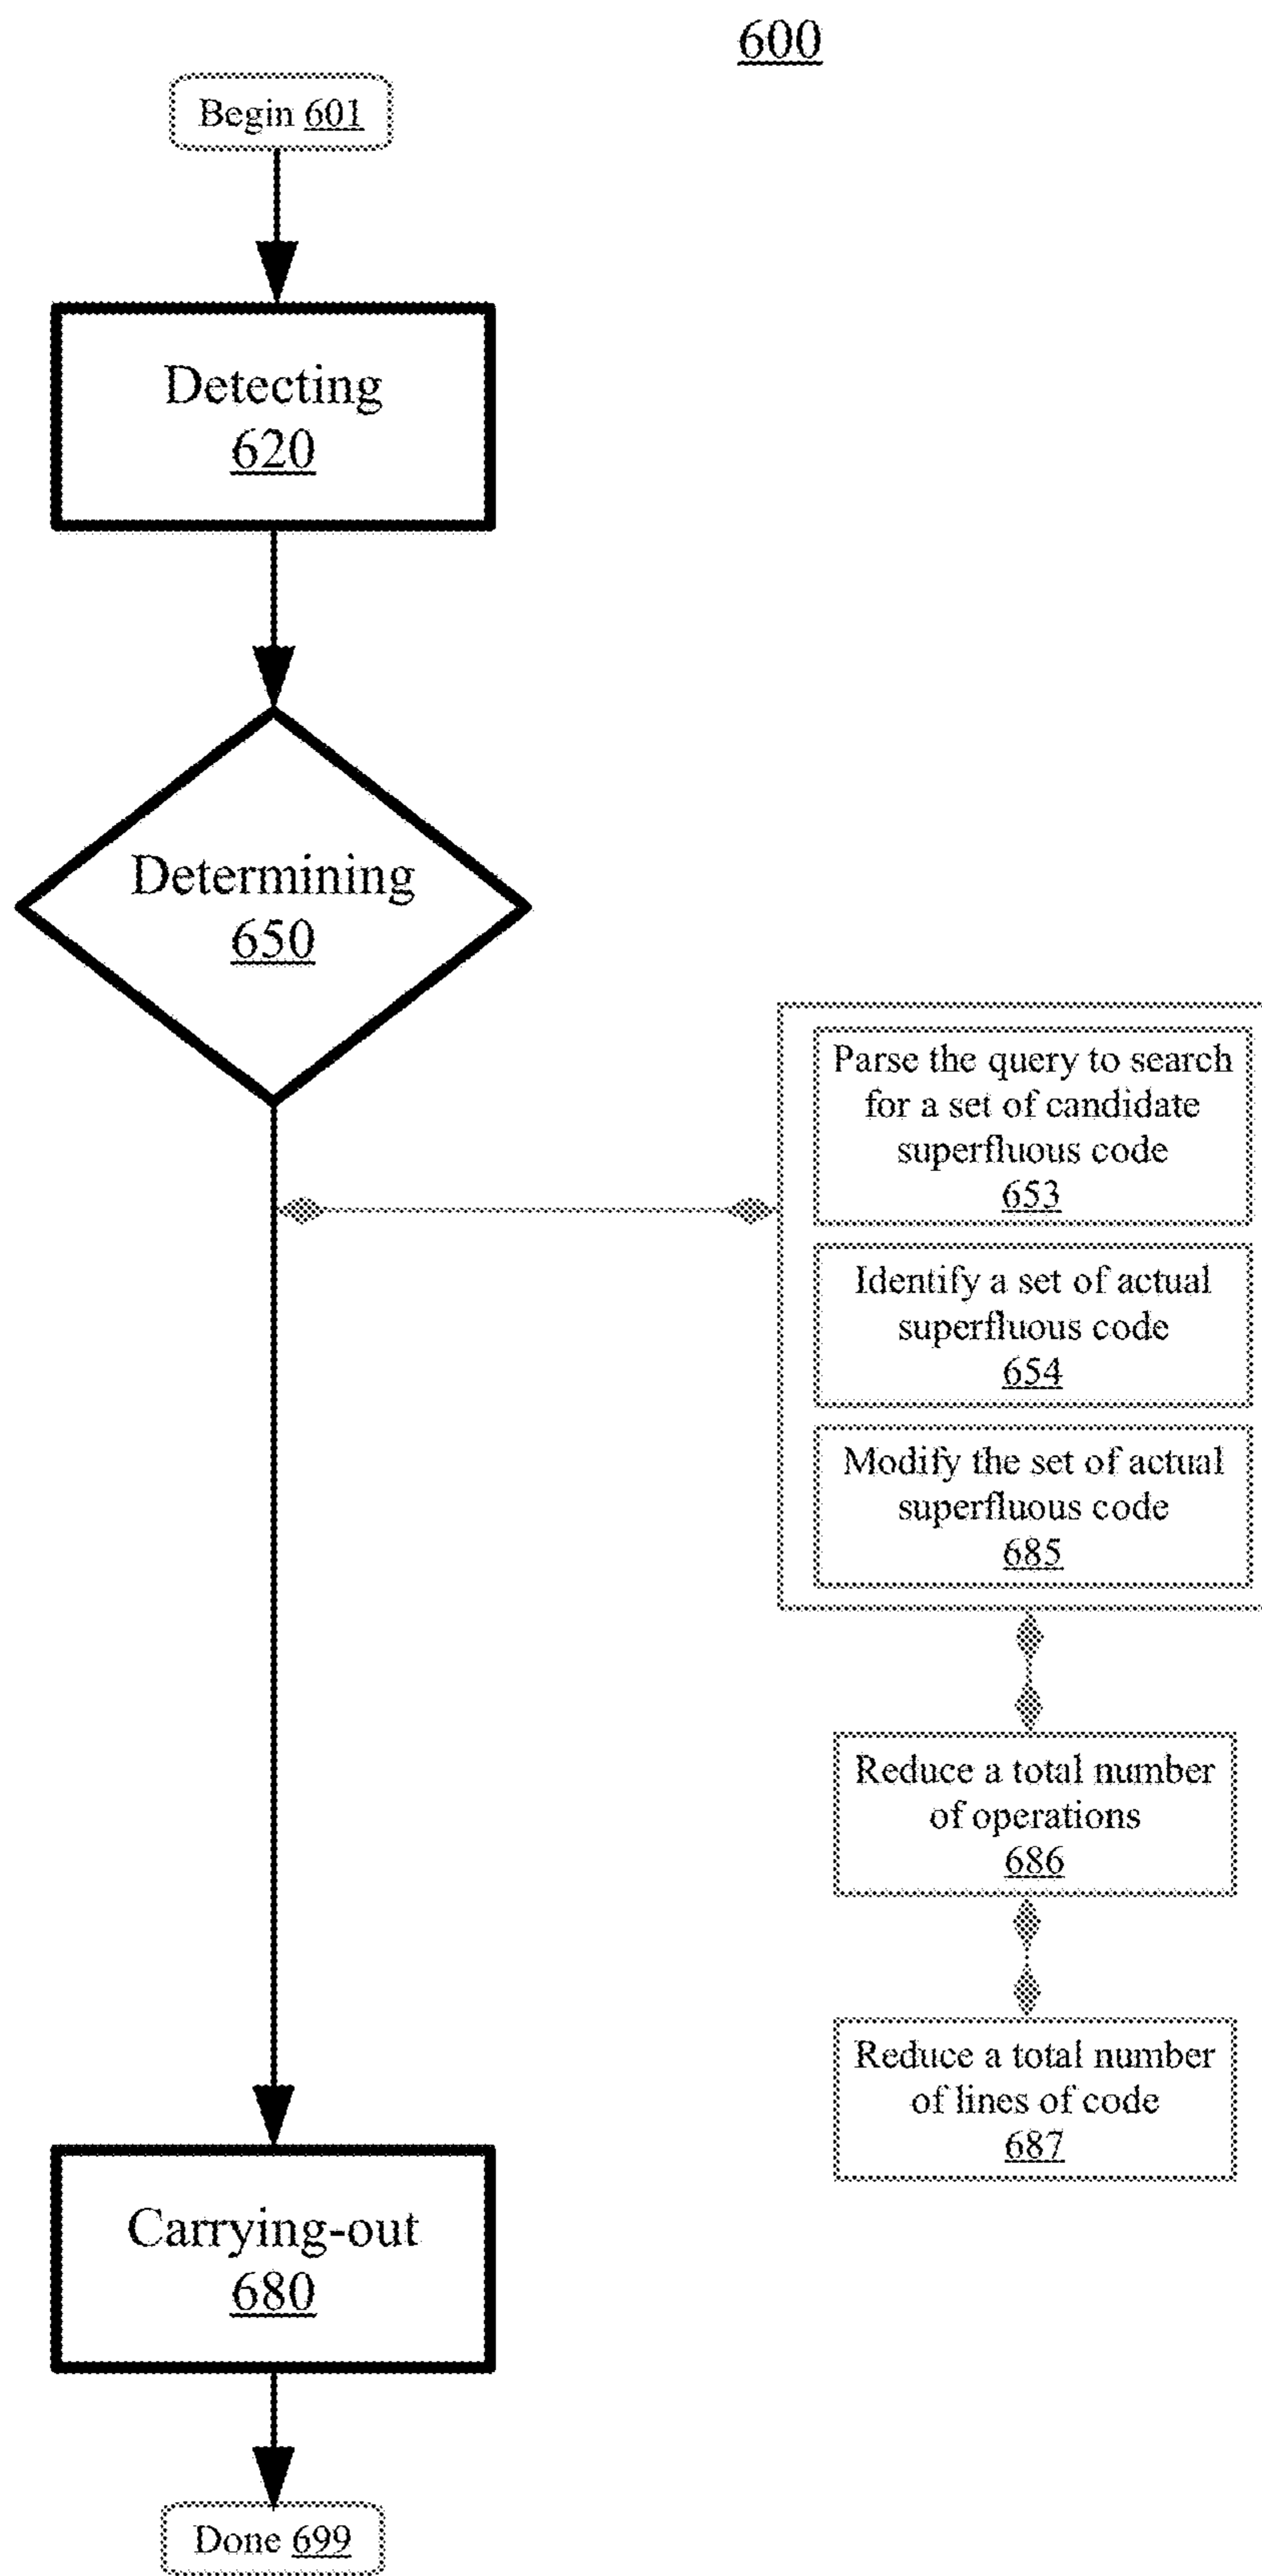 600
Begin 601
Detecting
620
Determining
650
Parse the query to search
for a set of candidate
superfluous code
653
Identify a set of actual
superfluous code
654
Modify the set of actual
superfluous code
685
Reduce a total number
of operations
686
Reduce a total number
of lines of code
687
Carrying-out
680
Done 699